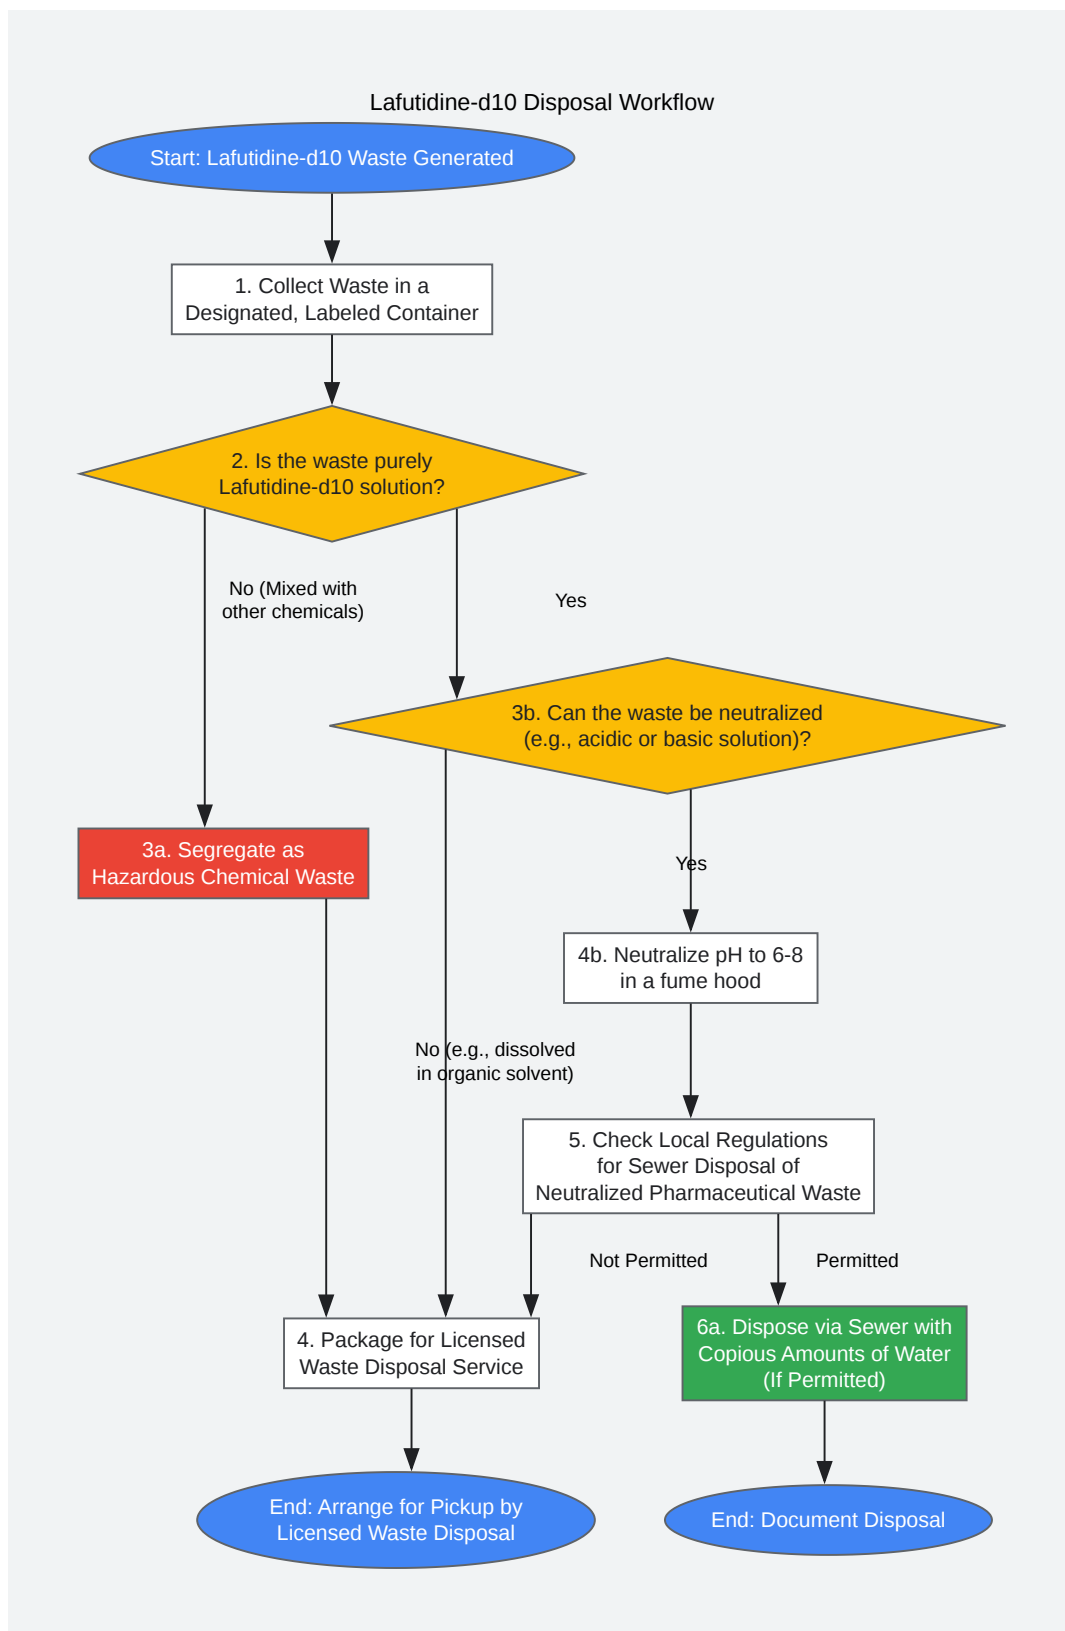 Lafutidine-d10 Disposal Workflow
Start: Lafutidine-d10 Waste Generated
1. Collect Waste in a
Designated, Labeled Container
2. Is the waste purely
Lafutidine-d10 solution?
No (Mixed with
other chemicals)
Yes
3b. Can the waste be neutralized
(e.g., acidic or basic solution)?
3a. Segregate as
Hazardous Chemical Waste
Yes
4b. Neutralize pH to 6-8
in a fume hood
No (e.g., dissolved
in organic solvent)
5. Check Local Regulations
for Sewer Disposal of
Neutralized Pharmaceutical Waste
Not Permitted
Permitted
4. Package for Licensed
Waste Disposal Service
6a. Dispose via Sewer with
Copious Amounts of Water
(If Permitted)
End: Arrange for Pickup by
Licensed Waste Disposal
End: Document Disposal